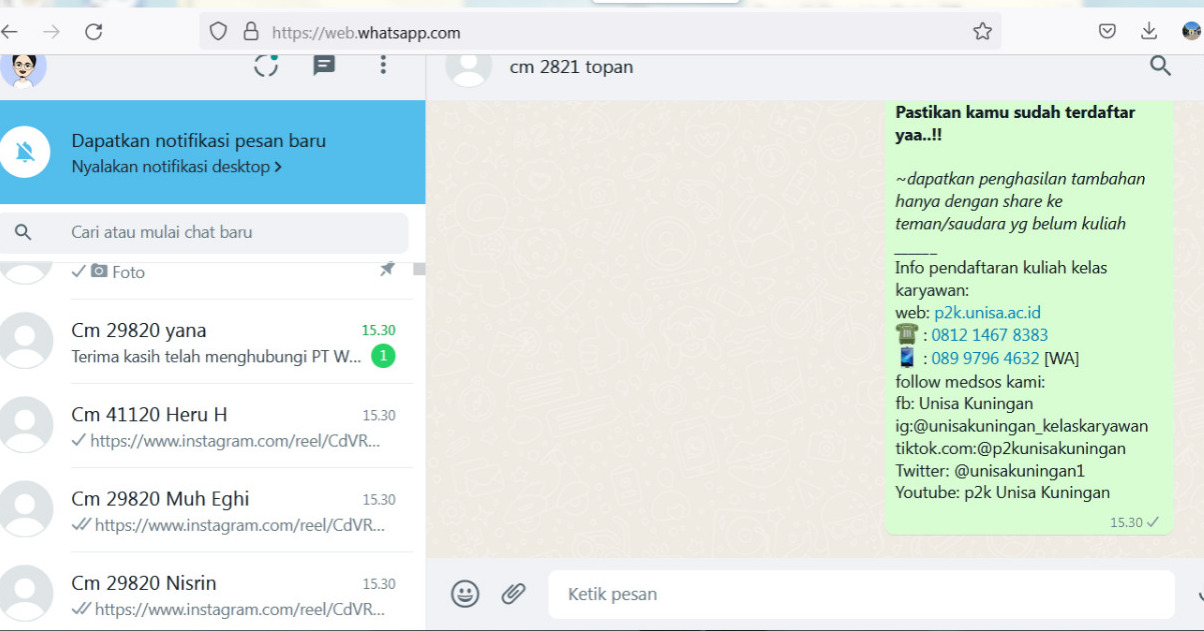 https://web.whatsapp.com
Dapatkan notifikasi pesan baru
Nyalakan notifikasi desktop >
Cari atau mulai chat baru
Foto
Cm 29820 yana
15.30
Terima kasih telah menghubungi PT W...
1
Cm 41120 Heru H
15.30
https://www.instagram.com/reel/CdVR...
Cm 29820 Muh Eghi
15.30
https://www.instagram.com/reel/CdVR...
Cm 29820 Nisrin
15.30
https://www.instagram.com/reel/CdVR...
cm 2821 topan
Pastikan kamu sudah terdaftar
yaa..!!
~dapatkan penghasilan tambahan
hanya dengan share ke
teman/saudara yg belum kuliah
______
Info pendaftaran kuliah kelas
karyawan:
web: p2k.unisa.ac.id
: 0812 1467 8383
: 089 9796 4632 [WA]
follow medsos kami:
fb: Unisa Kuningan
ig:@unisakuningan_kelaskaryawan
tiktok.com:@p2kunisakuningan
Twitter: @unisakuningan1
Youtube: p2k Unisa Kuningan
15.30
Ketik pesan